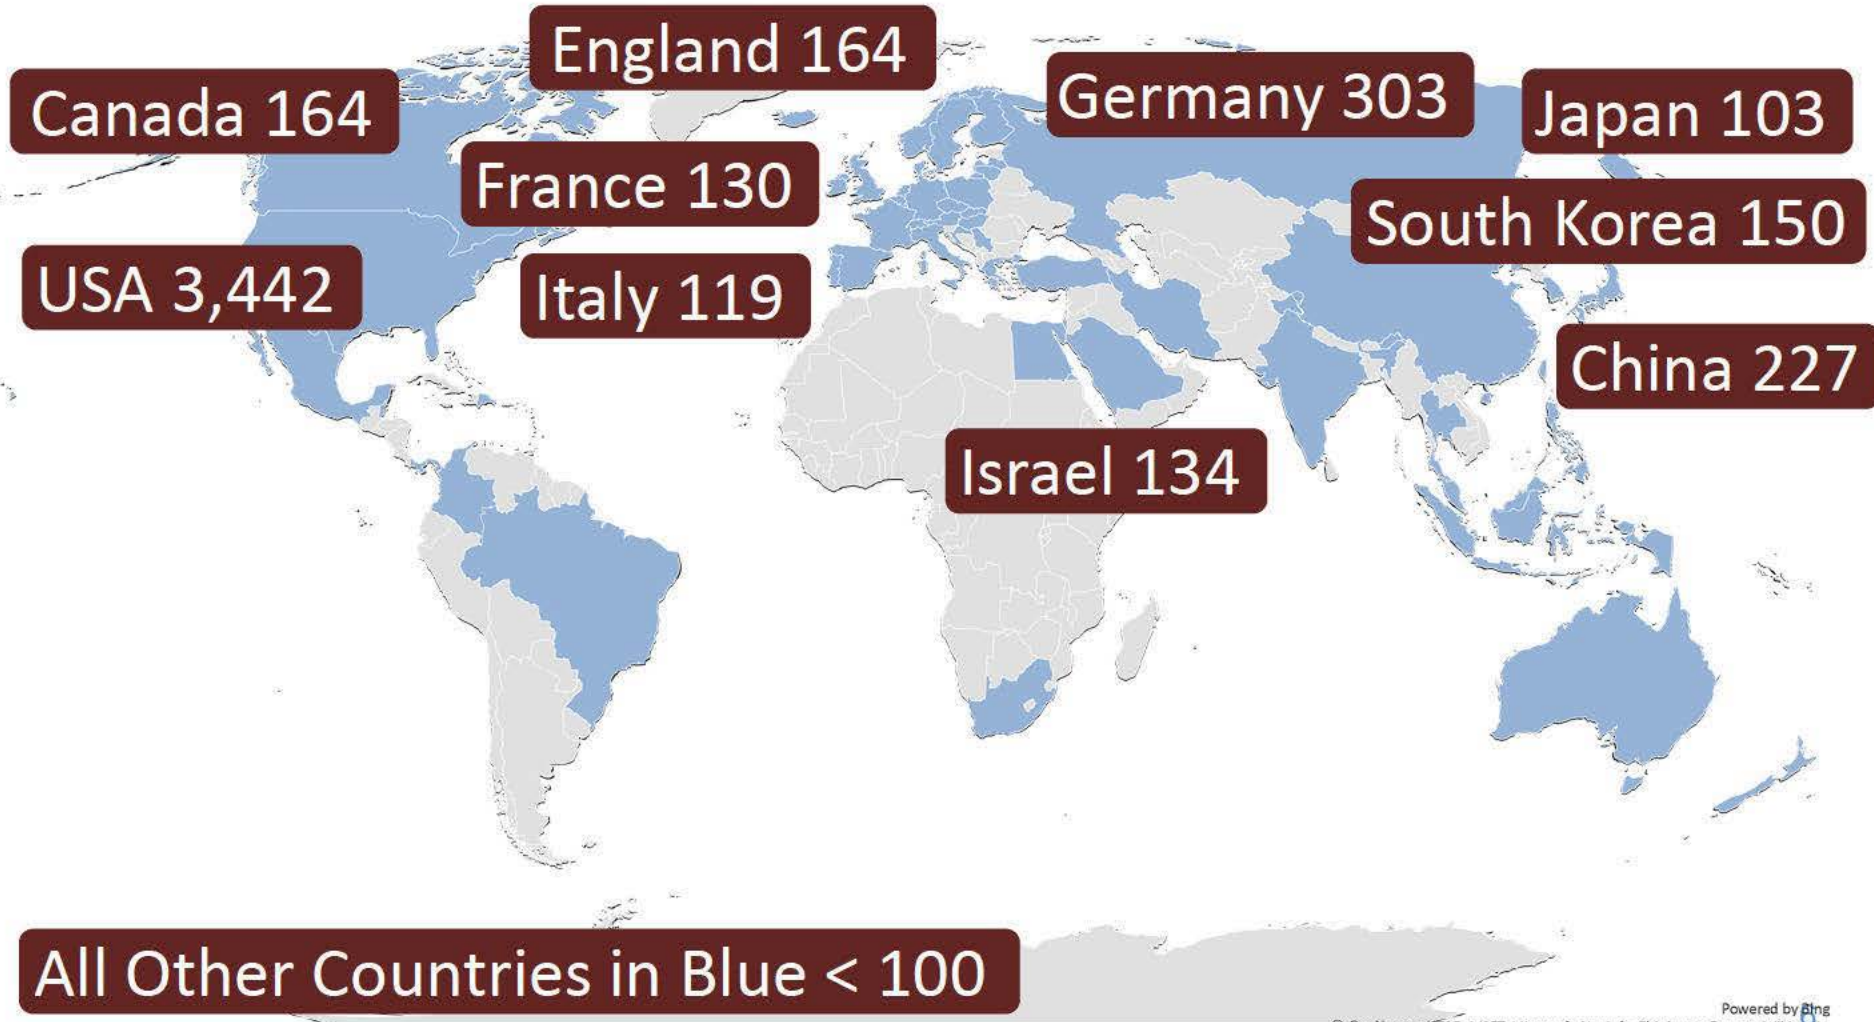 England 164
Canada 164
Germany 303
Japan 103
France 130
South Korea 150
USA 3,442
Italy 119
China 227
Israel 134
All Other Countries in Blue < 100
Powered by Bing
6